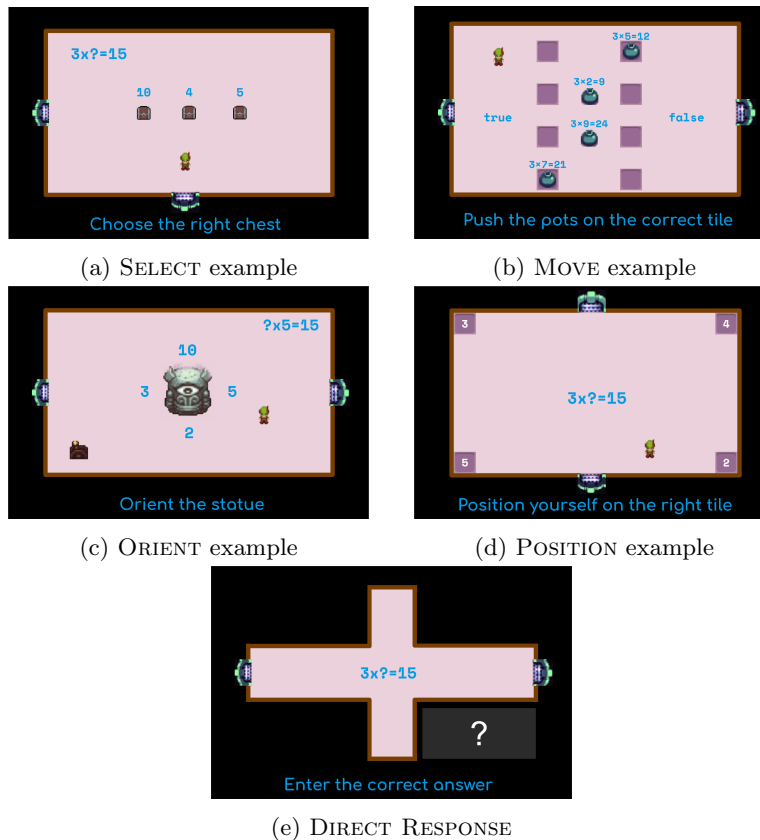 3x?=15
10 4 5
Choose the right chest
(a) SELECT example
3×5=12
3×2=9
true
false
3×9=24
3×7=21
Push the pots on the correct tile
(b) MOVE example
?x5=15
10
3 5
2
Orient the statue
(c) ORIENT example
3 4
3x?=15
5 2
Position yourself on the right tile
(d) POSITION example
3x?=15
?
Enter the correct answer
(e) DIRECT RESPONSE